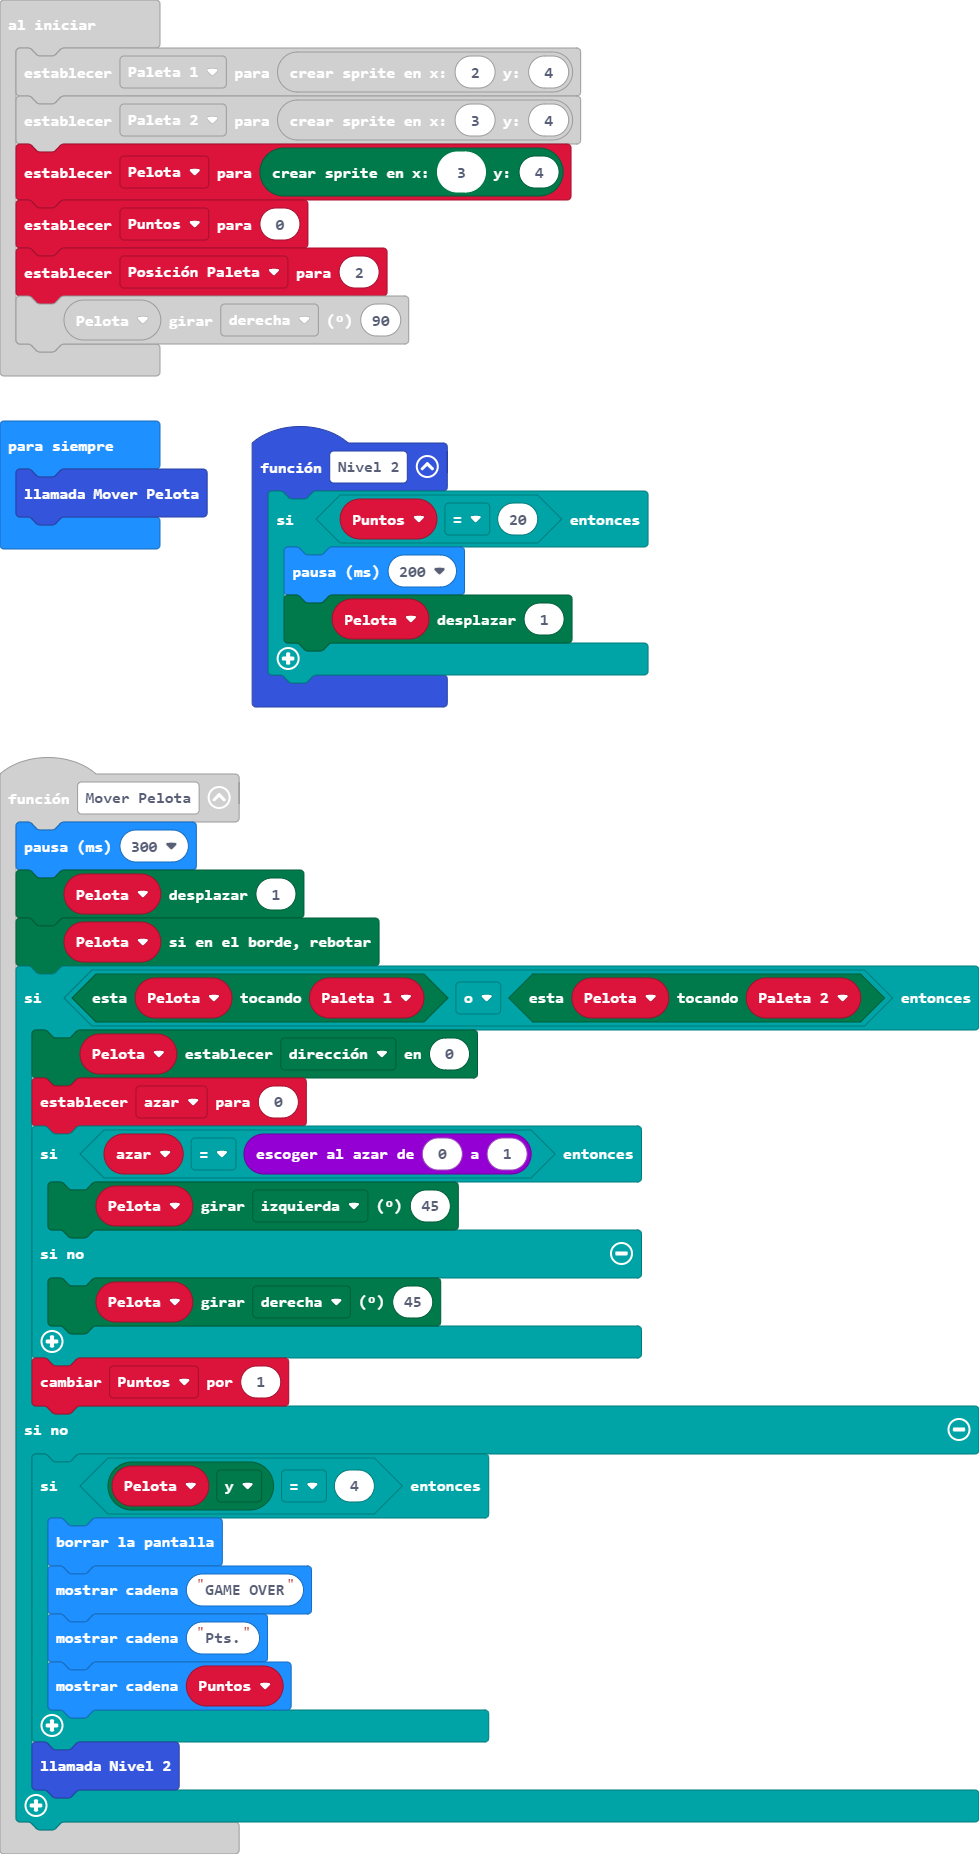 al iniciar
establecer Paleta 1 para crear sprite en x: 2 y: 4
establecer Paleta 2 para crear sprite en x: 3 y: 4
establecer Pelota para crear sprite en x: 3 y: 4
establecer Puntos para 0
establecer Posición Paleta para 2
Pelota girar derecha (º) 90
para siempre
llamada Mover Pelota
función Nivel 2
si Puntos = 20 entonces
pausa (ms) 200
Pelota desplazar 1
función Mover Pelota
pausa (ms) 300
Pelota desplazar 1
Pelota si en el borde, rebotar
si esta Pelota tocando Paleta 1 o esta Pelota tocando Paleta 2 entonces
Pelota establecer dirección en 0
establecer azar para 0
si azar = escoger al azar de 0 a 1 entonces
Pelota girar izquierda (º) 45
si no
Pelota girar derecha (º) 45
cambiar Puntos por 1
si no
si Pelota y = 4 entonces
borrar la pantalla
mostrar cadena "GAME OVER"
mostrar cadena "Pts."
mostrar cadena Puntos
llamada Nivel 2